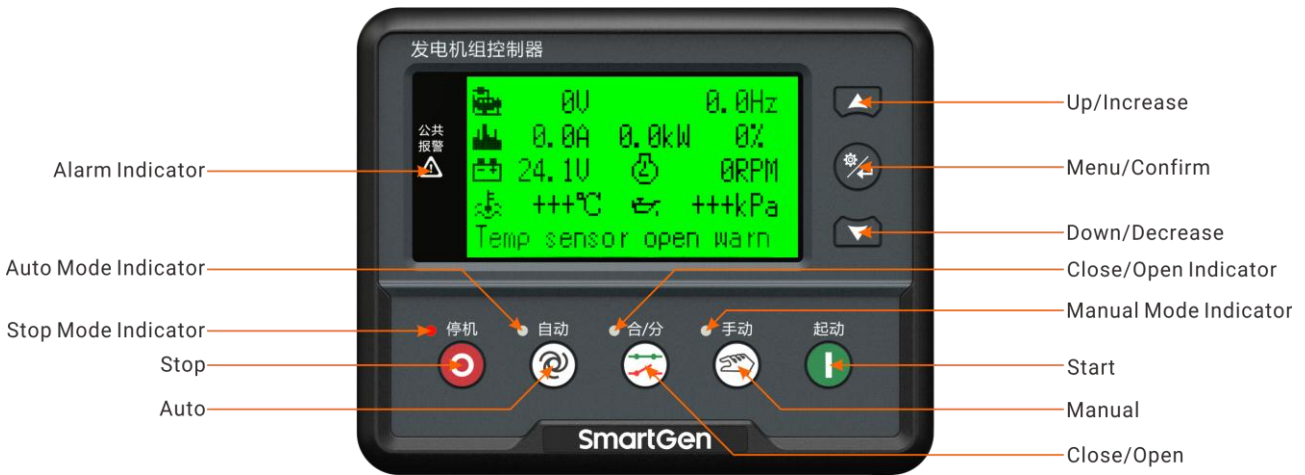 发电机组控制器
0V 0.0Hz
0.0A 0.0kW 0%
24.1V 0RPM
+++℃ +++kPa
Temp sensor open warn
公共
报警
停机 自动 合/分 手动 起动
SmartGen
Alarm Indicator
Auto Mode Indicator
Stop Mode Indicator
Stop
Auto
Up/Increase
Menu/Confirm
Down/Decrease
Close/Open Indicator
Manual Mode Indicator
Start
Manual
Close/Open